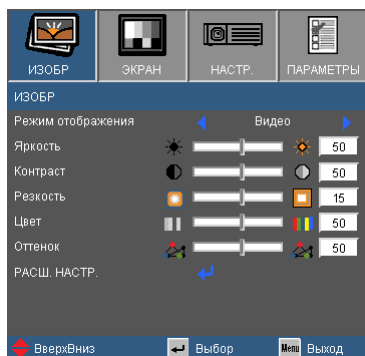 ИЗОБР ЭКРАН НАСТР. ПАРАМЕТРЫ
ИЗОБР
Режим отображения Видео
Яркость 50
Контраст 50
Резкость 15
Цвет 50
Оттенок 50
РАСШ. НАСТР.
ВверхВниз Выбор Menu Выход